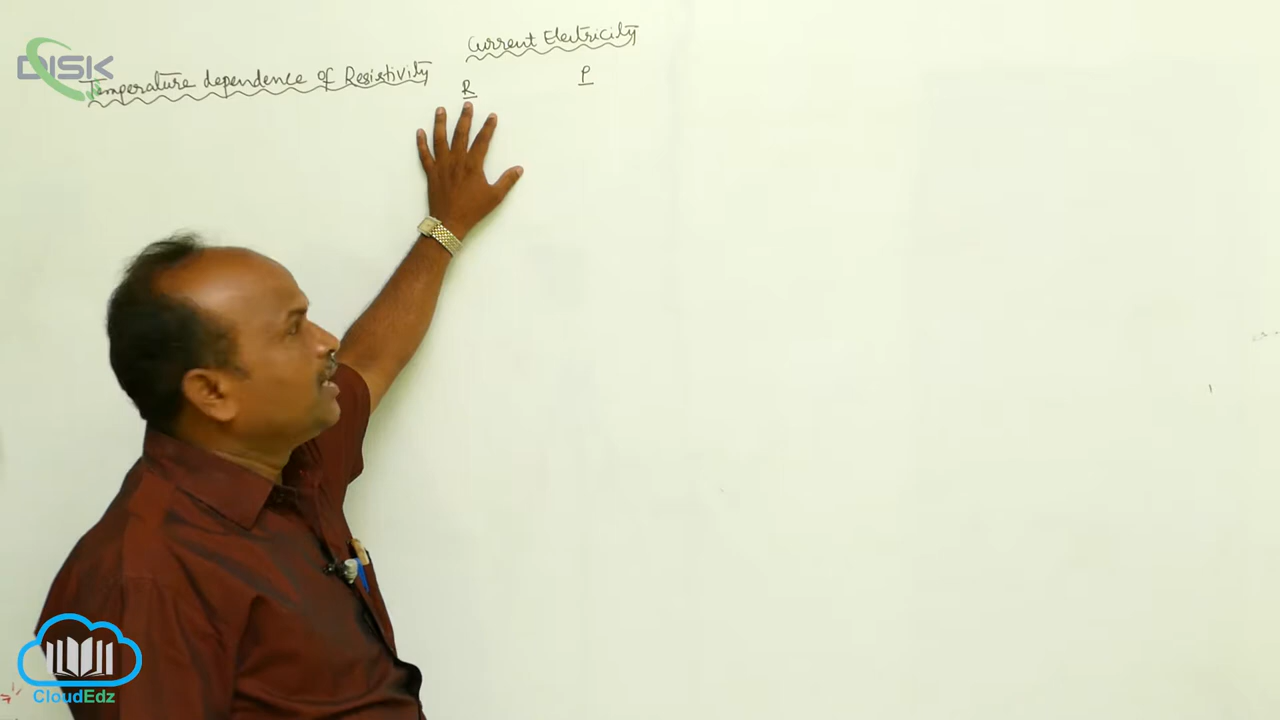 Current Electricity
Temperature dependence of Resistivity
R
ρ
DISK
CloudEdz